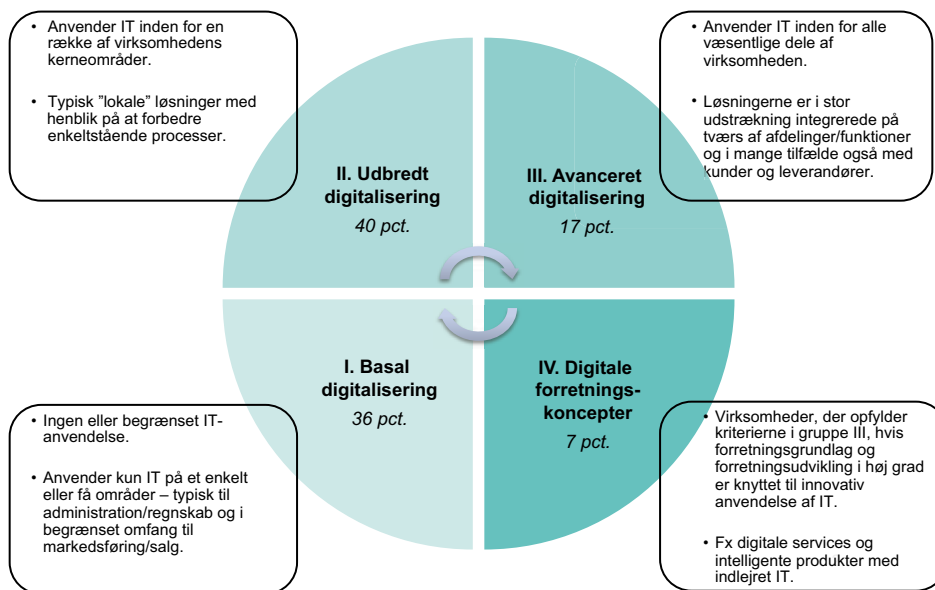 • Anvender IT inden for en
række af virksomhedens
kerneområder.
• Typisk ”lokale” løsninger med
henblik på at forbedre
enkeltstående processer.
• Anvender IT inden for alle
væsentlige dele af
virksomheden.
• Løsningerne er i stor
udstrækning integrerede på
tværs af afdelinger/funktioner
og i mange tilfælde også med
kunder og leverandører.
II. Udbredt
digitalisering
40 pct.
III. Avanceret
digitalisering
17 pct.
I. Basal
digitalisering
36 pct.
IV. Digitale
forretnings-
koncepter
7 pct.
• Ingen eller begrænset IT-
anvendelse.
• Anvender kun IT på et enkelt
eller få områder – typisk til
administration/regnskab og i
begrænset omfang til
markedsføring/salg.
• Virksomheder, der opfylder
kriterierne i gruppe III, hvis
forretningsgrundlag og
forretningsudvikling i høj grad
er knyttet til innovativ
anvendelse af IT.
• Fx digitale services og
intelligente produkter med
indlejret IT.